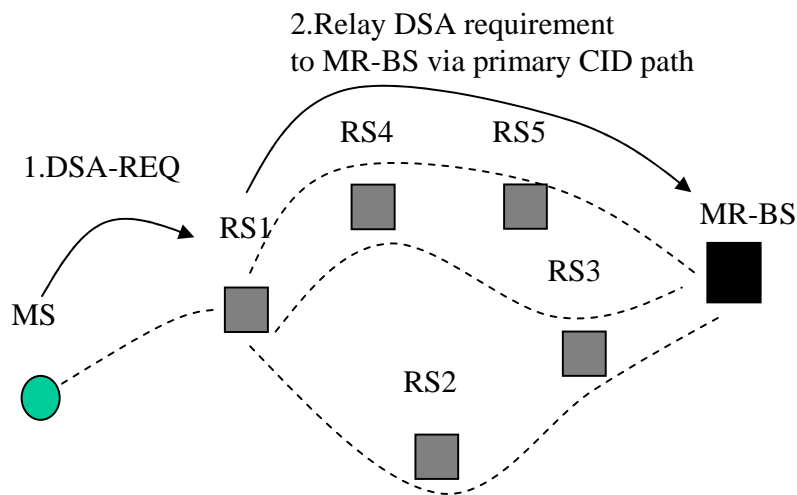 2.Relay DSA requirement
to MR-BS via primary CID path
RS4
RS5
1.DSA-REQ
MR-BS
RS1
RS3
MS
RS2